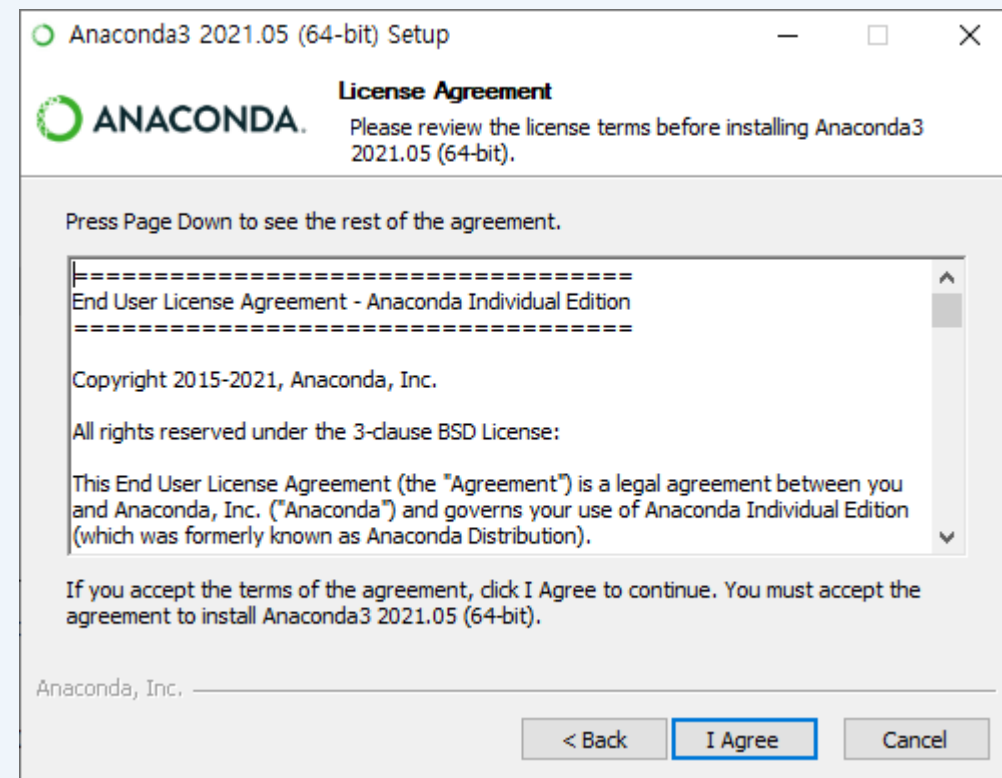 Anaconda3 2021.05 (64-bit) Setup
ANACONDA.
License Agreement
Please review the license terms before installing Anaconda3
2021.05 (64-bit).
Press Page Down to see the rest of the agreement.
===================================
End User License Agreement - Anaconda Individual Edition
===================================
Copyright 2015-2021, Anaconda, Inc.
All rights reserved under the 3-clause BSD License:
This End User License Agreement (the "Agreement") is a legal agreement between you
and Anaconda, Inc. ("Anaconda") and governs your use of Anaconda Individual Edition
(which was formerly known as Anaconda Distribution).
If you accept the terms of the agreement, click I Agree to continue. You must accept the
agreement to install Anaconda3 2021.05 (64-bit).
Anaconda, Inc.
< Back
I Agree
Cancel